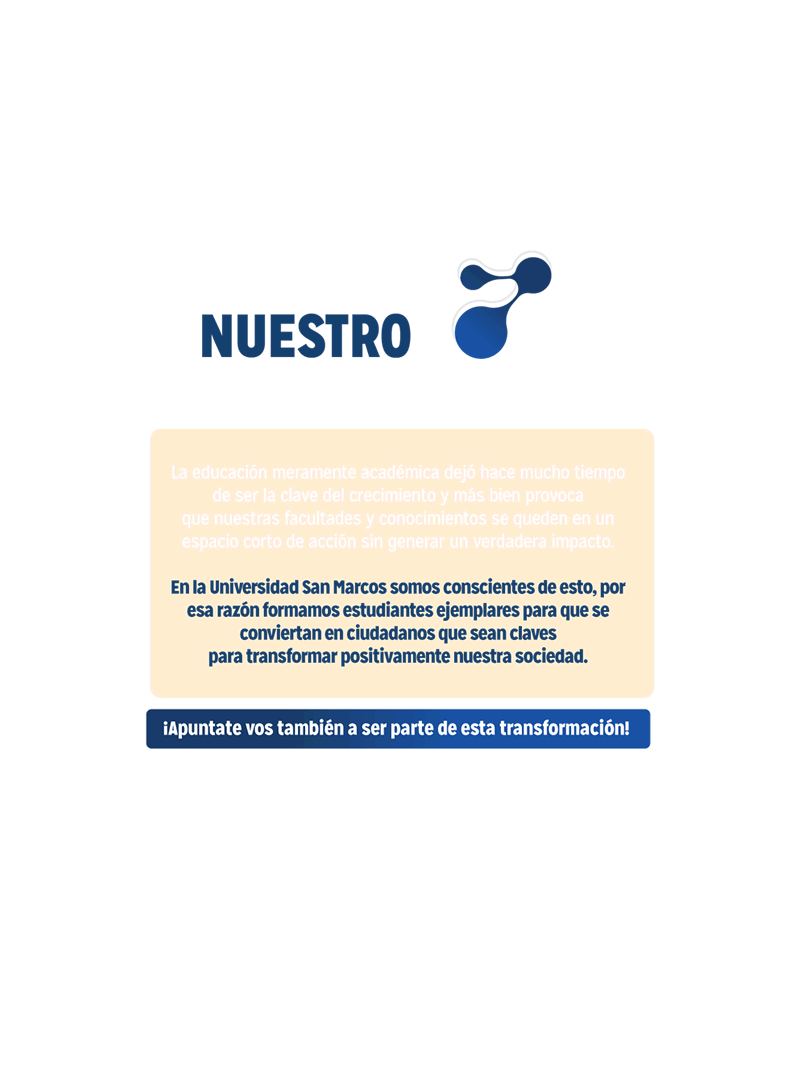 NUESTRO
La educación meramente académica dejó hace mucho tiempo
de ser la clave del crecimiento y más bien provoca
que nuestras facultades y conocimientos se queden en un
espacio corto de acción sin generar un verdadera impacto.
En la Universidad San Marcos somos conscientes de esto, por
esa razón formamos estudiantes ejemplares para que se
conviertan en ciudadanos que sean claves
para transformar positivamente nuestra sociedad.
¡Apuntate vos también a ser parte de esta transformación!